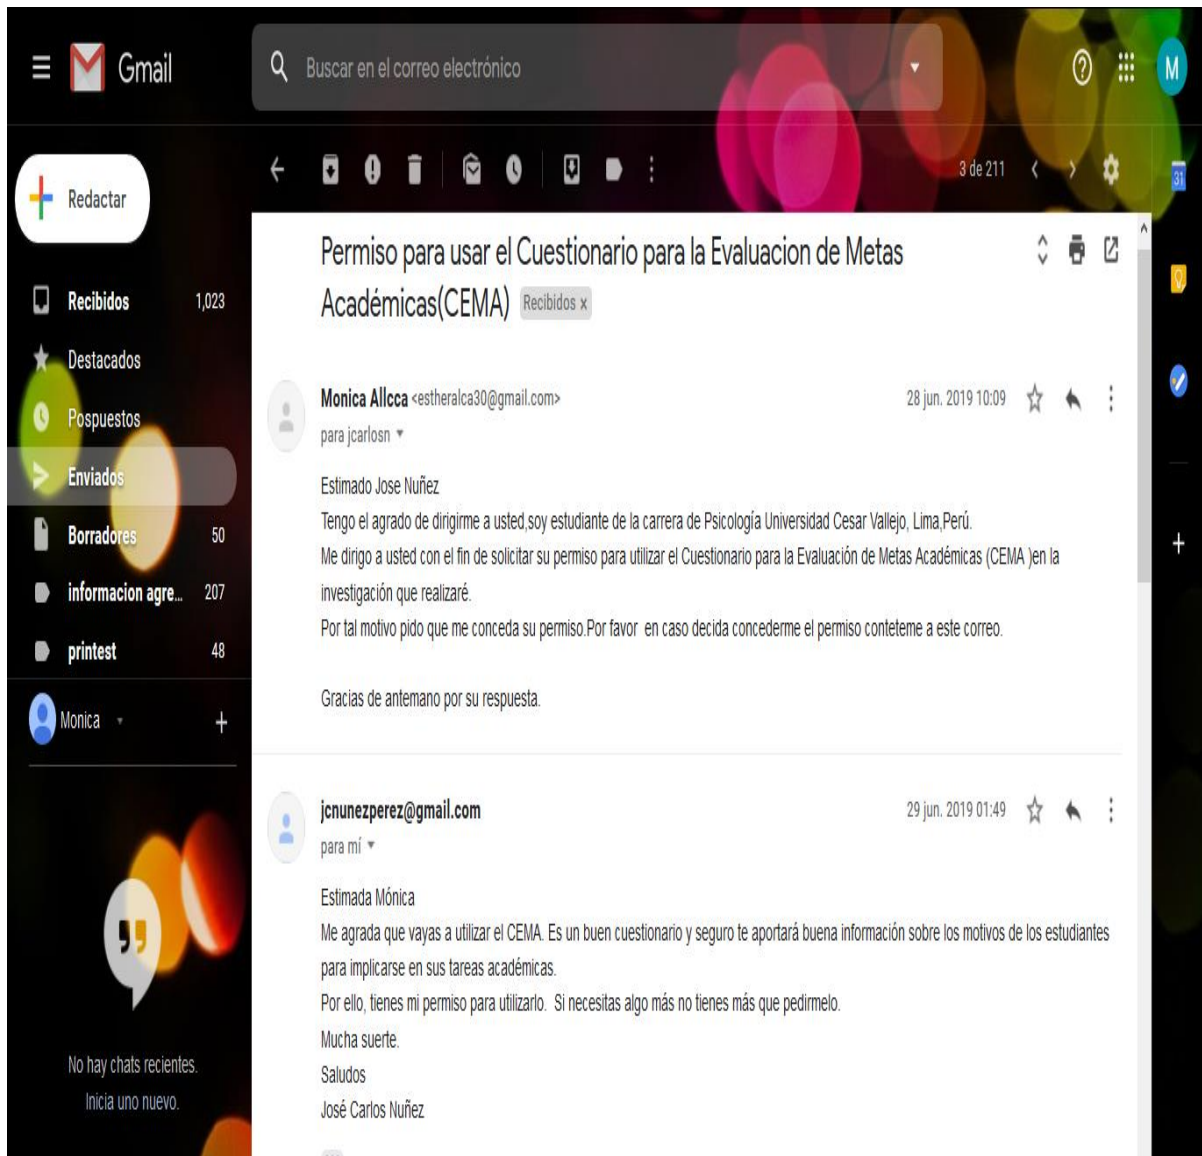 Gmail
Buscar en el correo electrónico
M
Redactar
3 de 211
31
Recibidos 1,023
Destacados
Pospuestos
Enviados
Borradores 50
informacion agre... 207
printest 48
Monica
No hay chats recientes.
Inicia uno nuevo.
Permiso para usar el Cuestionario para la Evaluacion de Metas
Académicas(CEMA) Recibidos x
Monica Allcca <estheralca30@gmail.com> 28 jun. 2019 10:09
para jcarlosn
Estimado Jose Nuñez
Tengo el agrado de dirigirme a usted,soy estudiante de la carrera de Psicología Universidad Cesar Vallejo, Lima,Perú.
Me dirigo a usted con el fin de solicitar su permiso para utilizar el Cuestionario para la Evaluación de Metas Académicas (CEMA )en la
investigación que realizaré.
Por tal motivo pido que me conceda su permiso.Por favor en caso decida concederme el permiso conteteme a este correo.
Gracias de antemano por su respuesta.
jcnunezperez@gmail.com 29 jun. 2019 01:49
para mí
Estimada Mónica
Me agrada que vayas a utilizar el CEMA. Es un buen cuestionario y seguro te aportará buena información sobre los motivos de los estudiantes
para implicarse en sus tareas académicas.
Por ello, tienes mi permiso para utilizarlo. Si necesitas algo más no tienes más que pedirmelo.
Mucha suerte.
Saludos
José Carlos Nuñez